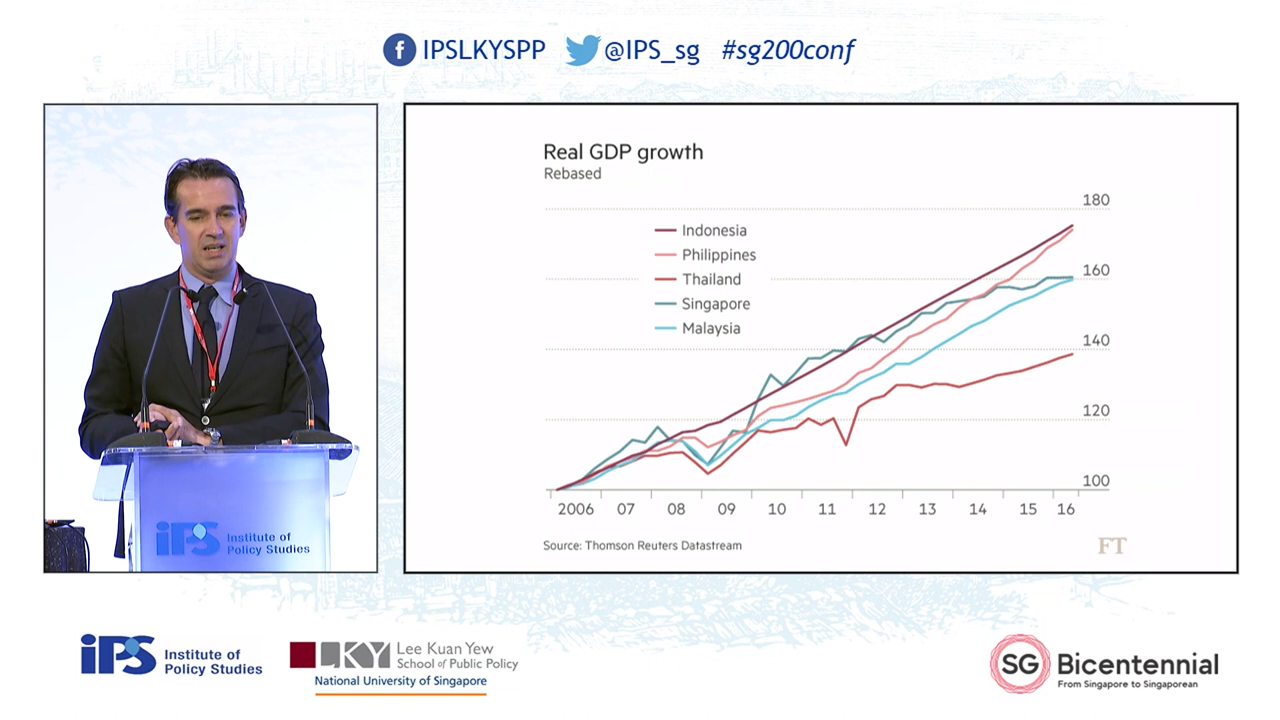 IPSLKYSPP @IPS_sg #sg200conf
Real GDP growth
Rebased
180
160
140
120
100
Indonesia
Philippines
Thailand
Singapore
Malaysia
2006 07 08 09 10 11 12 13 14 15 16
Source: Thomson Reuters Datastream
FT
iPS Institute of
Policy Studies
iPS Institute of
Policy Studies
LKY Lee Kuan Yew
School of Public Policy
National University of Singapore
SG Bicentennial
From Singapore to Singaporean